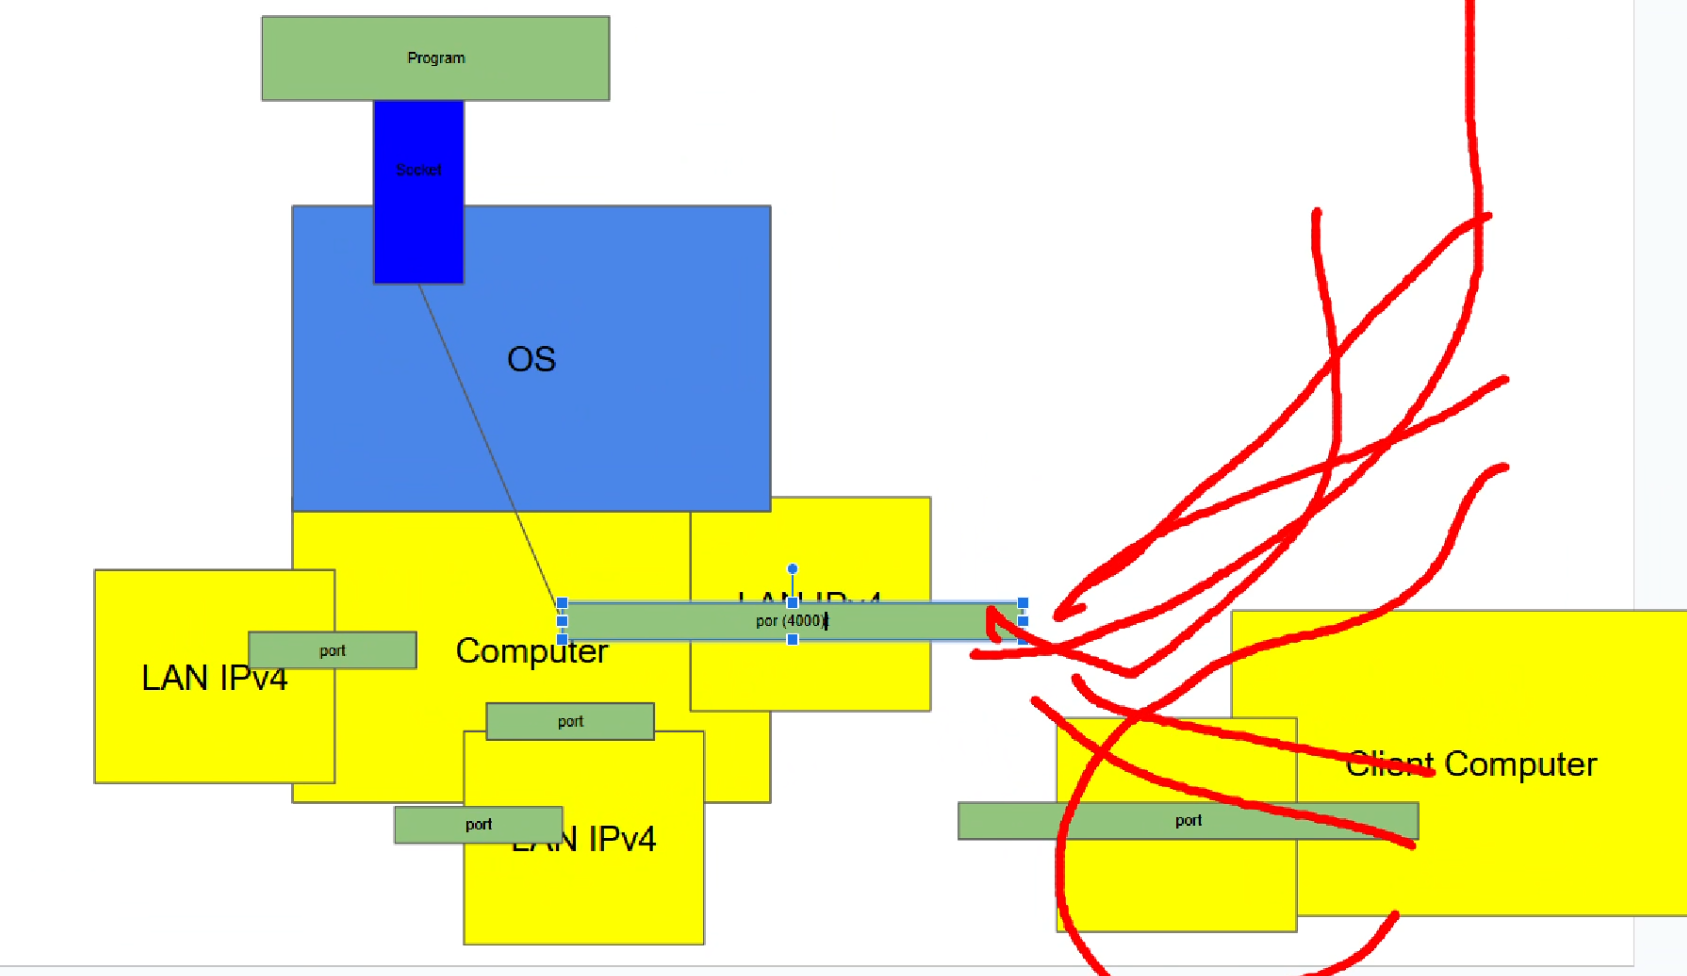 Program
Socket
OS
LAN IPv4
por (4000)
port
Computer
LAN IPv4
port
Client Computer
port
port
LAN IPv4